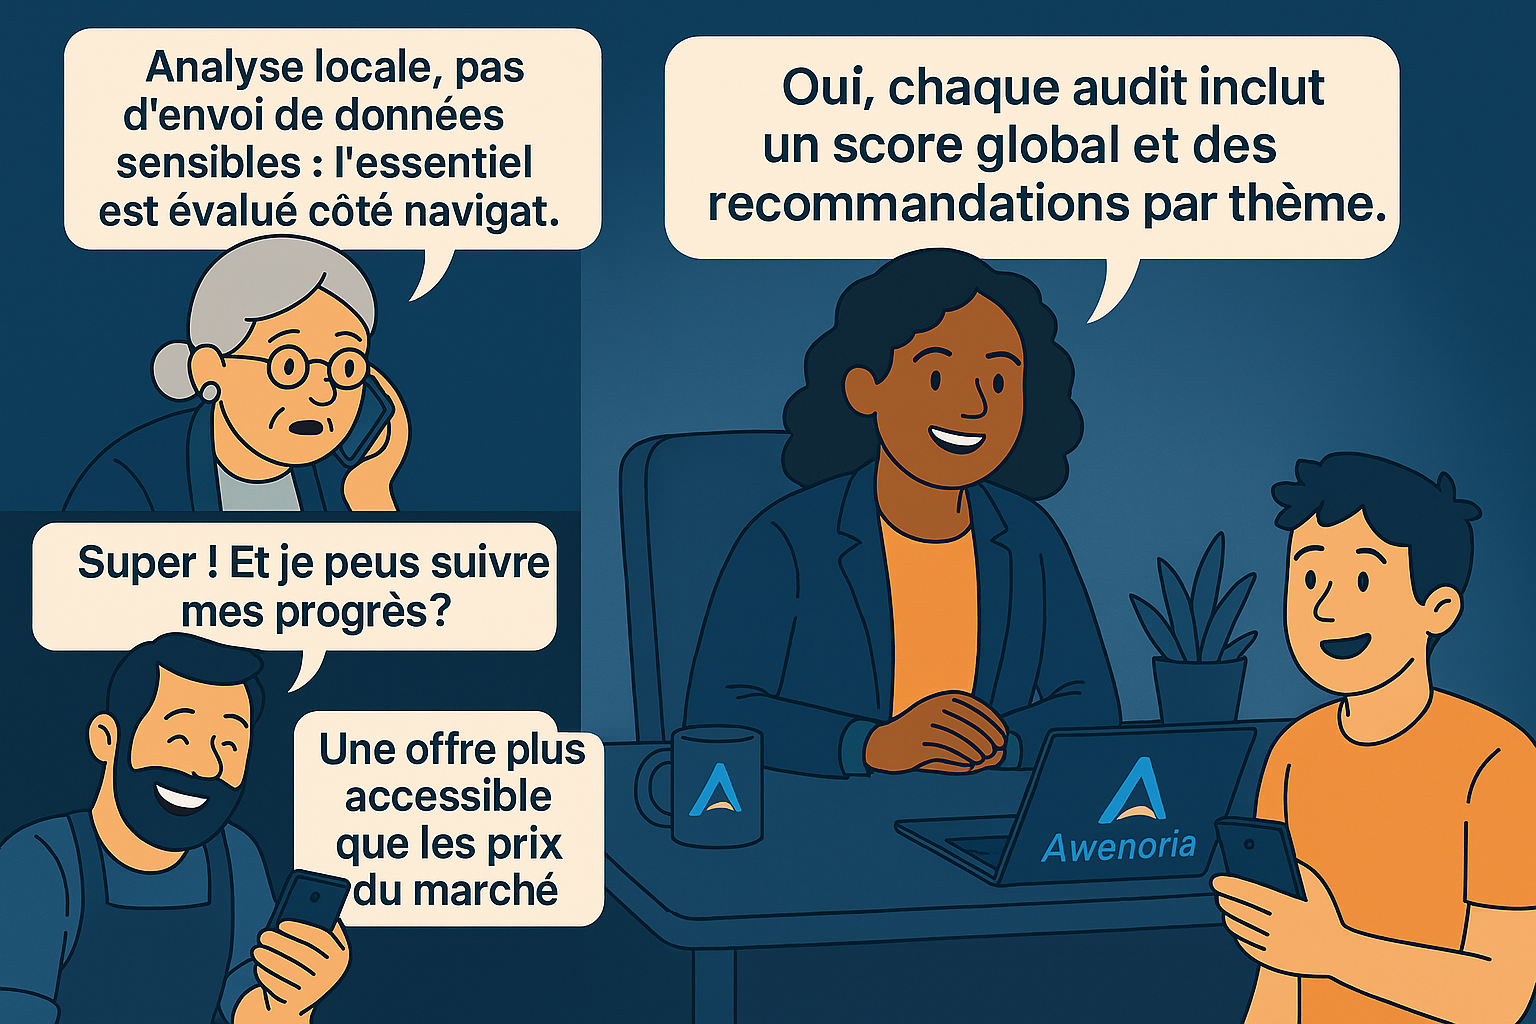 Analyse locale, pas
d'envoi de données
sensibles : l'essentiel
est évalué côté navigat.
Oui, chaque audit inclut
un score global et des
recommandations par thème.
Super ! Et je peus suivre
mes progrès?
Une offre plus
accessible
que les prix
du marché
Awenoria